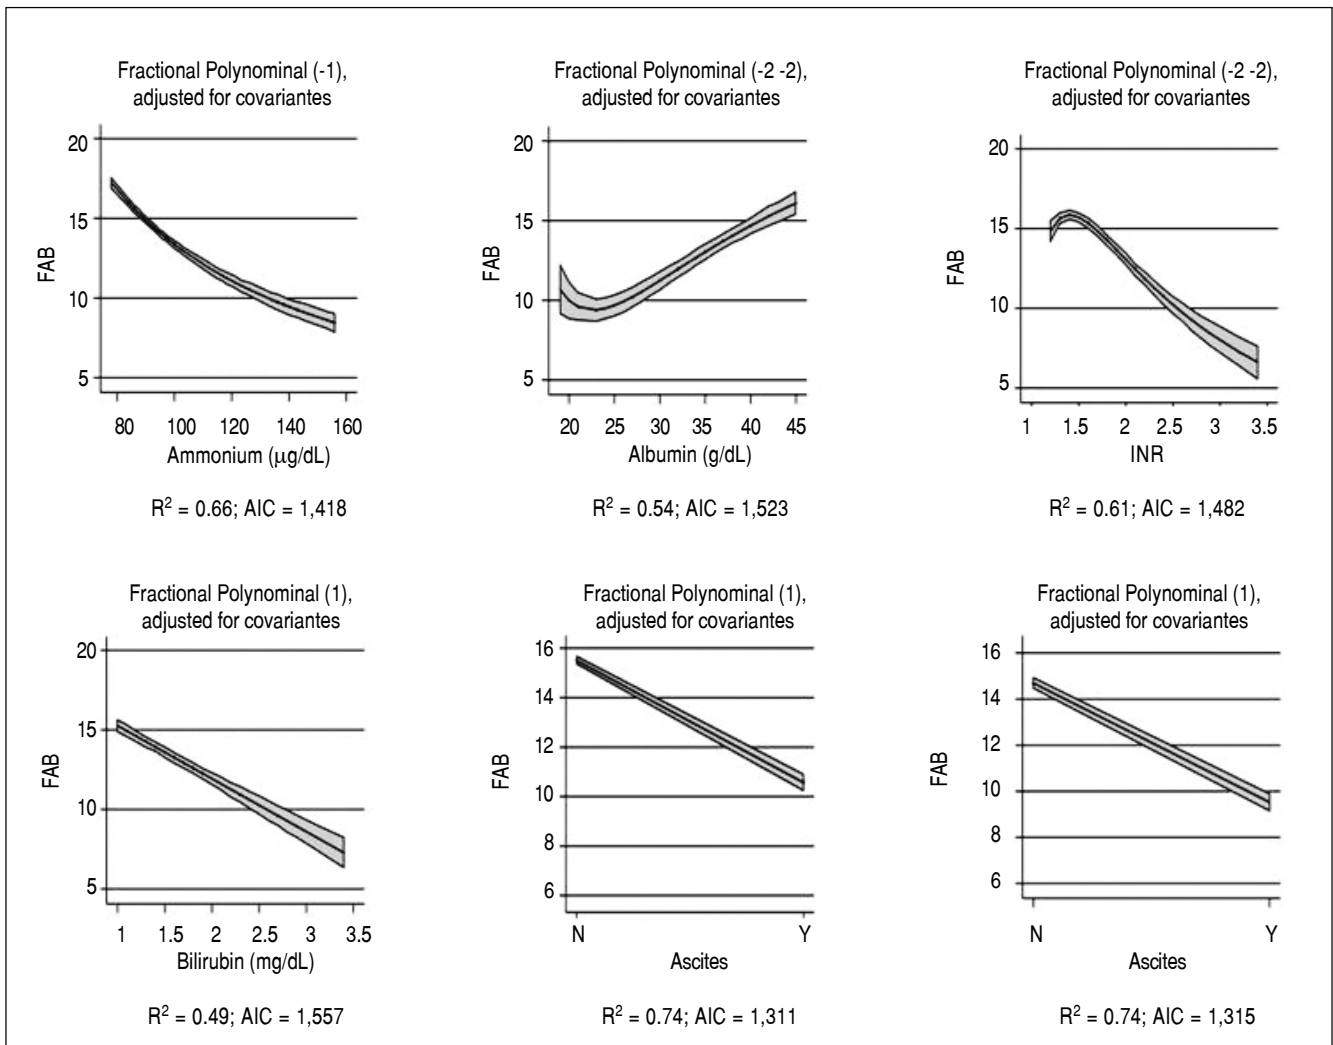 Fractional Polynominal (-1),
adjusted for covariantes
20
15
10
5
FAB
80 100 120 140 160
Ammonium (μg/dL)
R² = 0.66; AIC = 1,418
Fractional Polynominal (-2 -2),
adjusted for covariantes
20
15
10
5
FAB
20 25 30 35 40 45
Albumin (g/dL)
R² = 0.54; AIC = 1,523
Fractional Polynominal (-2 -2),
adjusted for covariantes
20
15
10
5
FAB
1 1.5 2 2.5 3 3.5
INR
R² = 0.61; AIC = 1,482
Fractional Polynominal (1),
adjusted for covariantes
20
15
10
5
FAB
1 1.5 2 2.5 3 3.5
Bilirubin (mg/dL)
R² = 0.49; AIC = 1,557
Fractional Polynominal (1),
adjusted for covariantes
16
14
12
10
8
6
FAB
N Y
Ascites
R² = 0.74; AIC = 1,311
Fractional Polynominal (1),
adjusted for covariantes
16
14
12
10
8
6
FAB
N Y
Ascites
R² = 0.74; AIC = 1,315